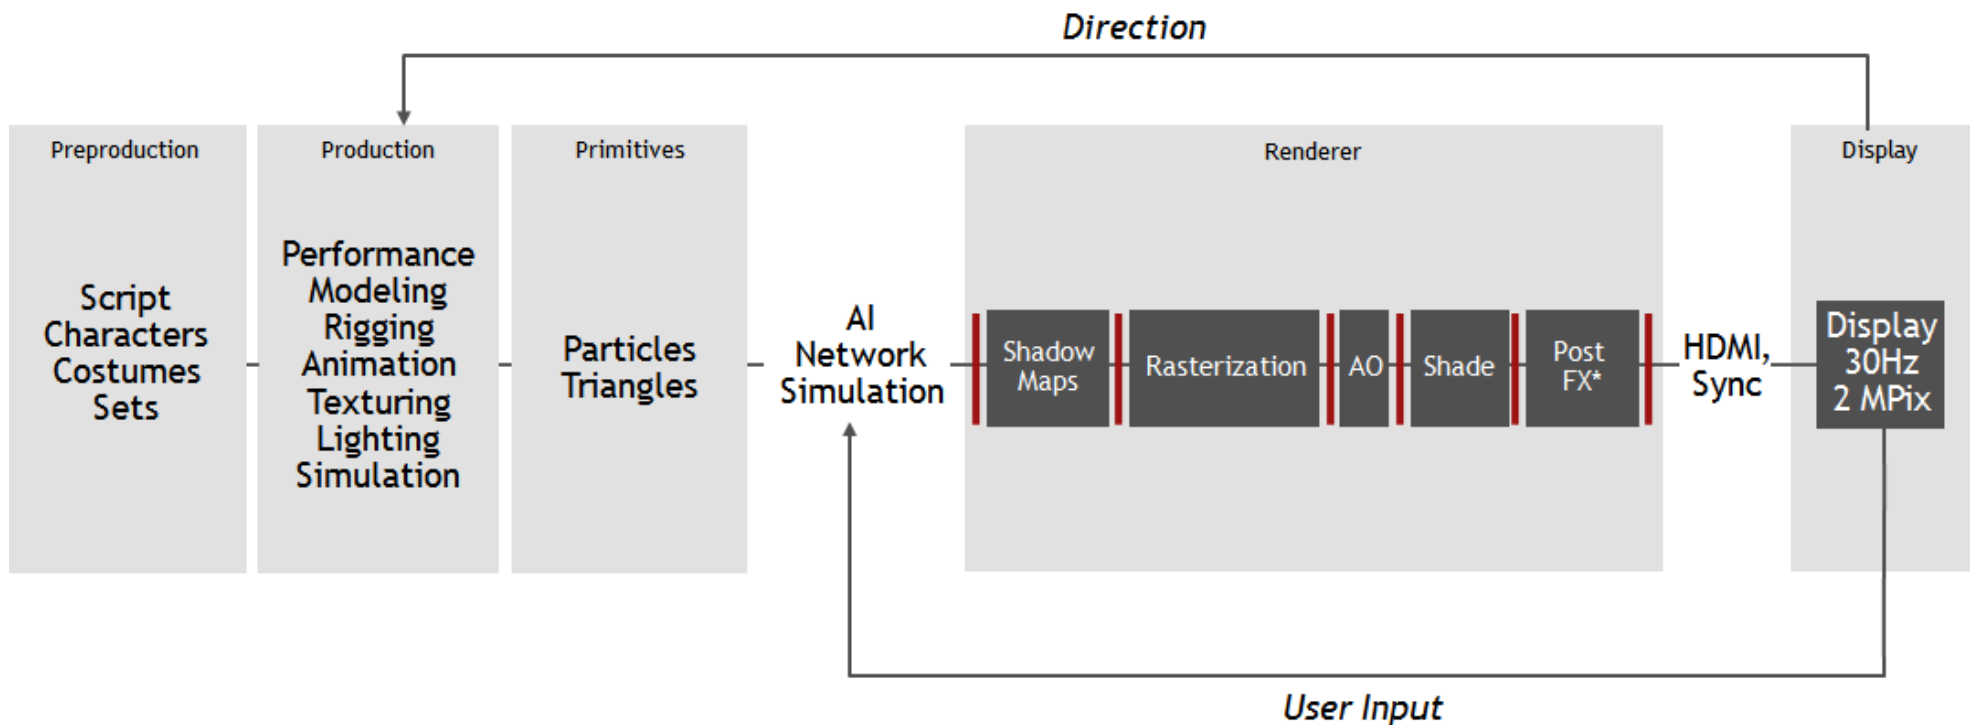 Direction
Preproduction
Script
Characters
Costumes
Sets
Production
Performance
Modeling
Rigging
Animation
Texturing
Lighting
Simulation
Primitives
Particles
Triangles
AI
Network
Simulation
Renderer
Shadow
Maps
Rasterization
AO
Shade
Post
FX*
HDMI,
Sync
Display
Display
30Hz
2 MPix
User Input